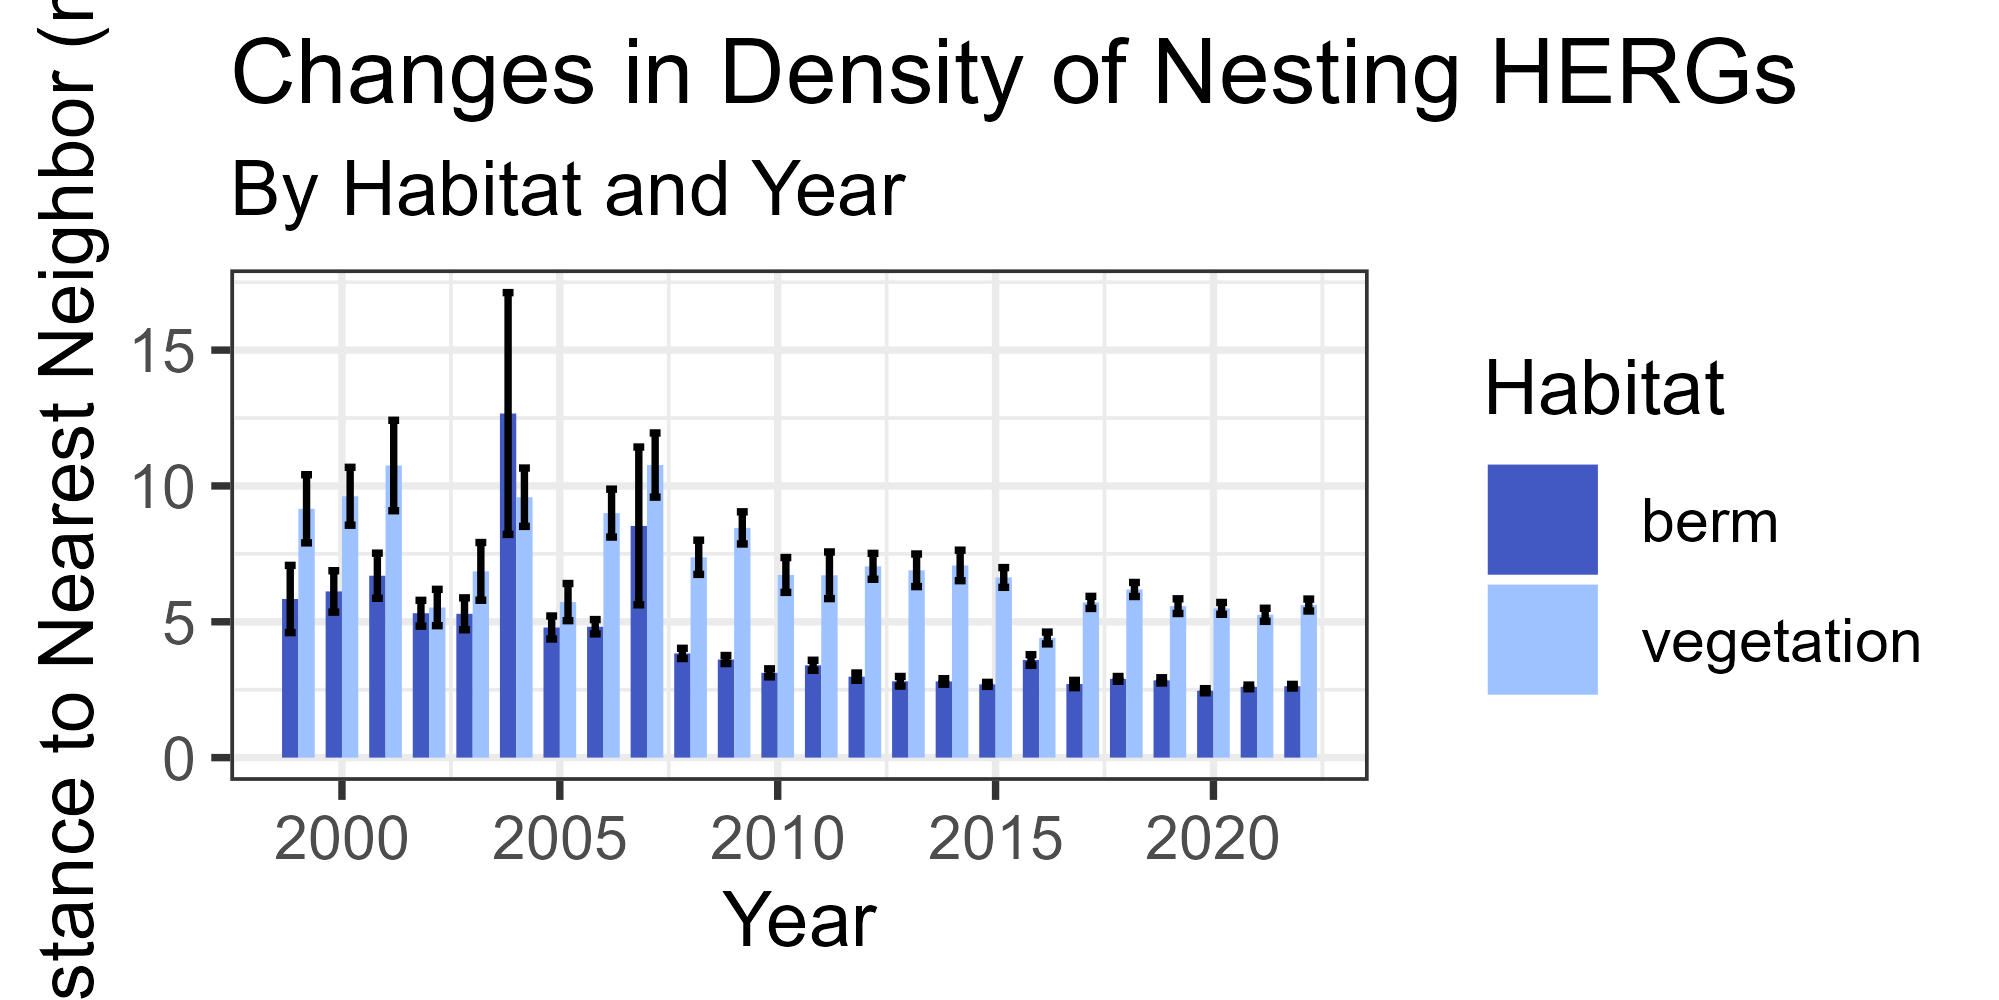 Changes in Density of Nesting HERGs
By Habitat and Year
stance to Nearest Neighbor (
15
10
5
0
2000 2005 2010 2015 2020
Year
Habitat
berm
vegetation